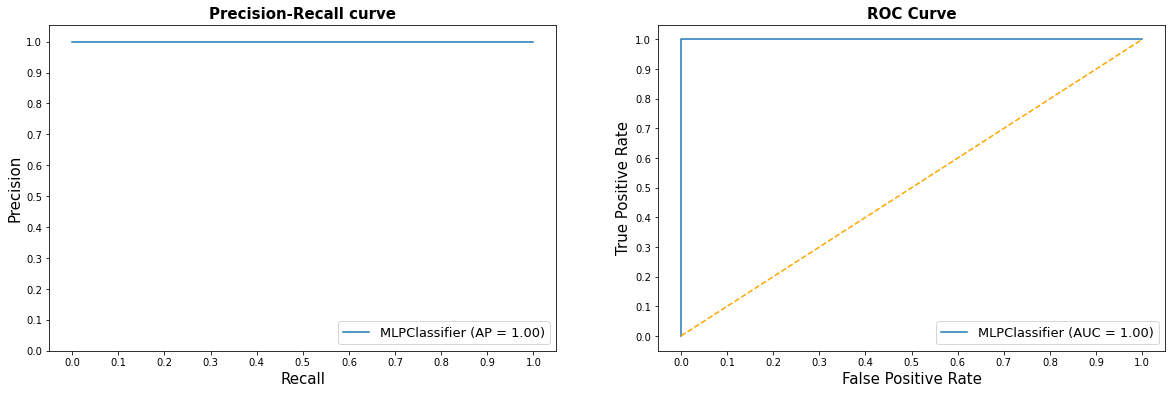 Precision-Recall curve
1.0
0.9
0.8
0.7
0.6
0.5
0.4
0.3
0.2
0.1
0.0
Precision
MLPClassifier (AP = 1.00)
0.0 0.1 0.2 0.3 0.4 0.5 0.6 0.7 0.8 0.9 1.0
Recall
ROC Curve
1.0
0.9
0.8
0.7
0.6
0.5
0.4
0.3
0.2
0.1
0.0
True Positive Rate
MLPClassifier (AUC = 1.00)
0.0 0.1 0.2 0.3 0.4 0.5 0.6 0.7 0.8 0.9 1.0
False Positive Rate